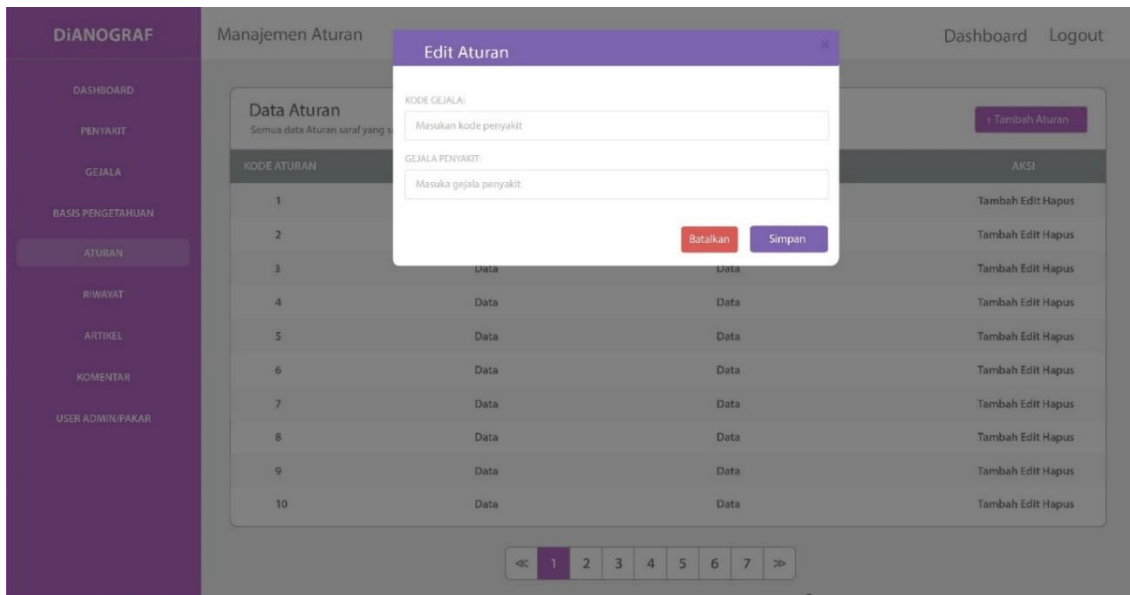 DiANOGRAF
Manajemen Aturan
Dashboard Logout
DASHBOARD
PENYAKIT
GEJALA
BASIS PENGETAHUAN
ATURAN
RIWAYAT
ARTIKEL
KOMENTAR
USER ADMIN/PAKAR
Edit Aturan ×
KODE GEJALA:
Masukan kode penyakit
GEJALA PENYAKIT:
Masuka gejala penyakit
Batalkan Simpan
Data Aturan
Semua data Aturan saraf yang
+ Tambah Aturan
KODE ATURAN AKSI
1 Tambah Edit Hapus
2 Tambah Edit Hapus
3 Data Data Tambah Edit Hapus
4 Data Data Tambah Edit Hapus
5 Data Data Tambah Edit Hapus
6 Data Data Tambah Edit Hapus
7 Data Data Tambah Edit Hapus
8 Data Data Tambah Edit Hapus
9 Data Data Tambah Edit Hapus
10 Data Data Tambah Edit Hapus
≪ 1 2 3 4 5 6 7 ≫